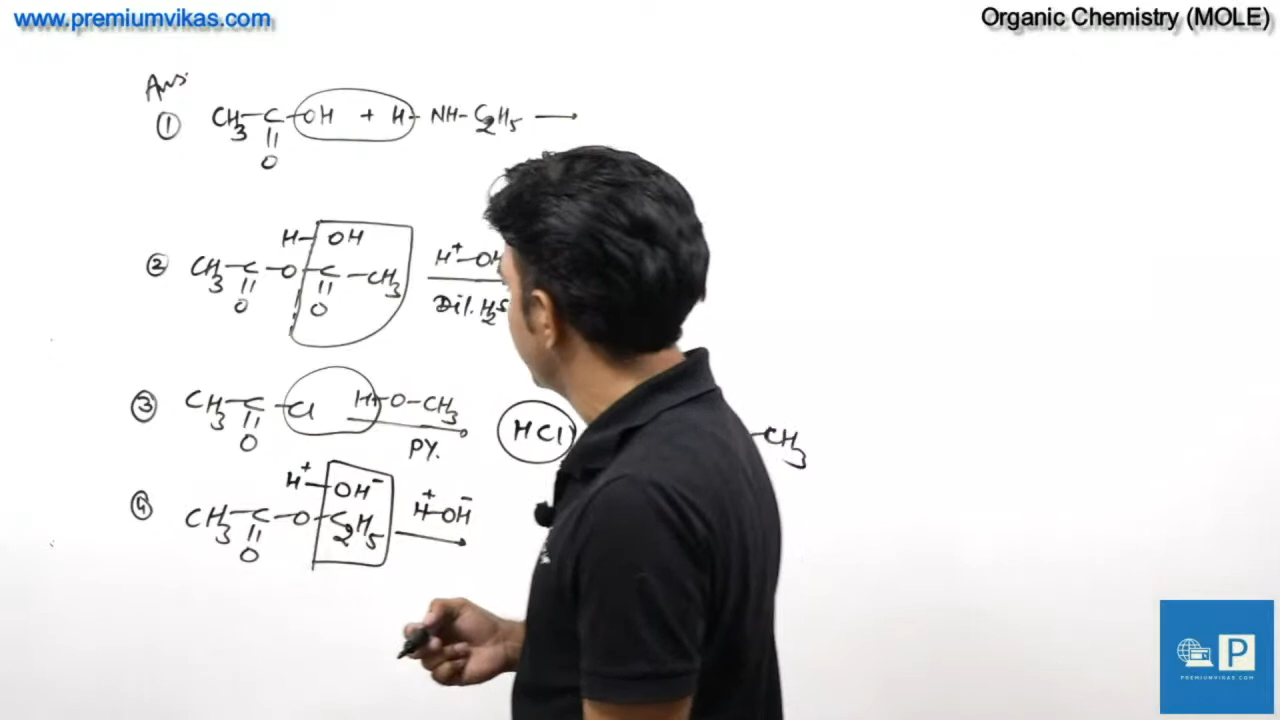 www.premiumvikas.com
Organic Chemistry (MOLE)
Ans:
① CH3-C-OH + H-NH-C2H5 →
||
O
H-OH
② CH3-C-O-C-CH3 H+-OH
|| || Dil. H2S
O O
③ CH3-C-Cl H-O-CH3 HCl -CH3
|| PY.
O
H+-OH-
④ CH3-C-O-C2H5 H+-OH- →
||
O
P
PREMIUMVIKAS.COM